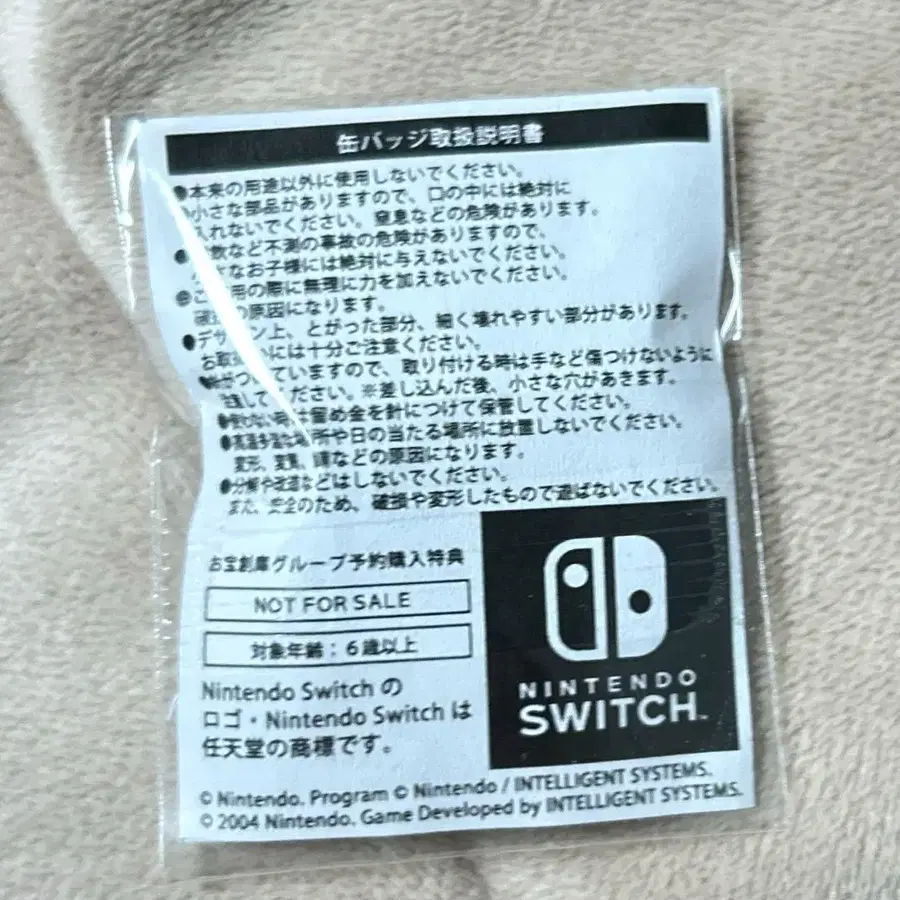 缶バッジ取扱説明書
●本来の用途以外に使用しないでください。
小さな部品がありますので、口の中には絶対に
入れないでください。窒息などの危険があります。
など不測の事故の危険がありますので、
さなお子様には絶対に与えないでください。
用の際に無理に力を加えないでください。
の原因になります。
●デザイン上、とがった部分、細く壊れやすい部分があります。
お取扱いには十分ご注意ください。
ていますので、取り付ける時は手など傷つけないように
注意してください。※差し込んだ後、小さな穴があきます。
●使わない時は留め金を針につけて保管してください。
●高温多湿な場所や日の当たる場所に放置しないでください。
変形、変質、などの原因になります。
●分解や改造などはしないでください。
また、安全のため、破損や変形したもので遊ばないでください。
お宝創庫グループ予約購入特典
NOT FOR SALE
対象年齢：6歳以上
Nintendo Switch の
ロゴ・Nintendo Switch は
任天堂の商標です。
NINTENDO
SWITCH™
© Nintendo. Program © Nintendo / INTELLIGENT SYSTEMS.
© 2004 Nintendo. Game Developed by INTELLIGENT SYSTEMS.